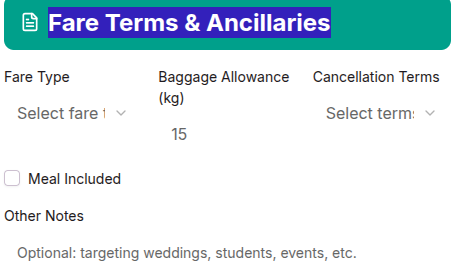 Fare Terms & Ancillaries
Fare Type Baggage Allowance (kg) Cancellation Terms
Select fare 15 Select terms
Meal Included
Other Notes
Optional: targeting weddings, students, events, etc.